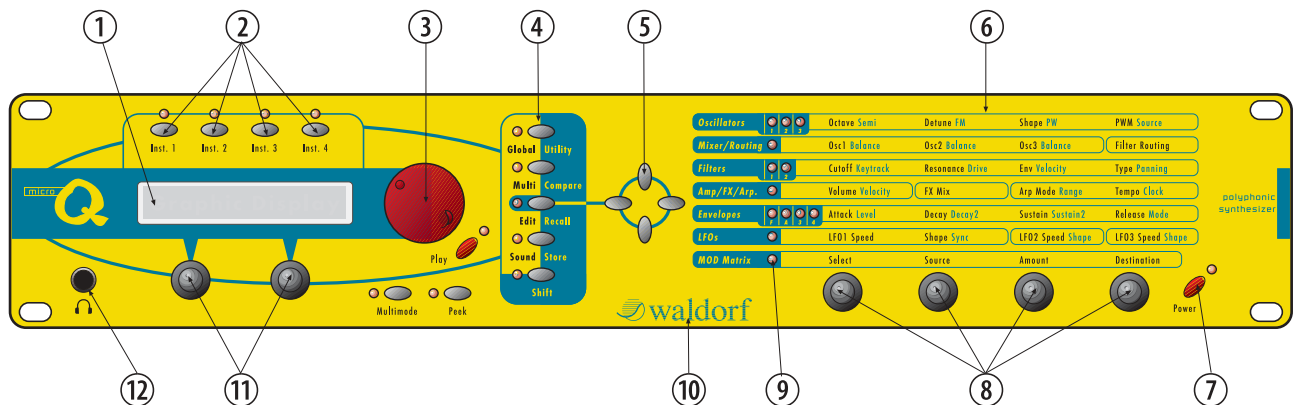 1 2 3 4 5 6
Inst. 1 Inst. 2 Inst. 3 Inst. 4
micro Q
Global Utility
Multi Compare
Edit Recall
Sound Store
Shift
Play
Multimode Peek
waldorf
Oscillators 1 2 3 Octave Semi Detune FM Shape PW PWM Source
Mixer/Routing Osc1 Balance Osc2 Balance Osc3 Balance Filter Routing
Filters 1 2 Cutoff Keytrack Resonance Drive Env Velocity Type Panning
Amp/FX/Arp. Volume Velocity FX Mix Arp Mode Range Tempo Clock
Envelopes F A 3 4 Attack Level Decay Decay2 Sustain Sustain2 Release Mode
LFOs LFO1 Speed Shape Sync LFO2 Speed Shape LFO3 Speed Shape
MOD Matrix Select Source Amount Destination
polyphonic
synthesizer
Power
12 11 10 9 8 7